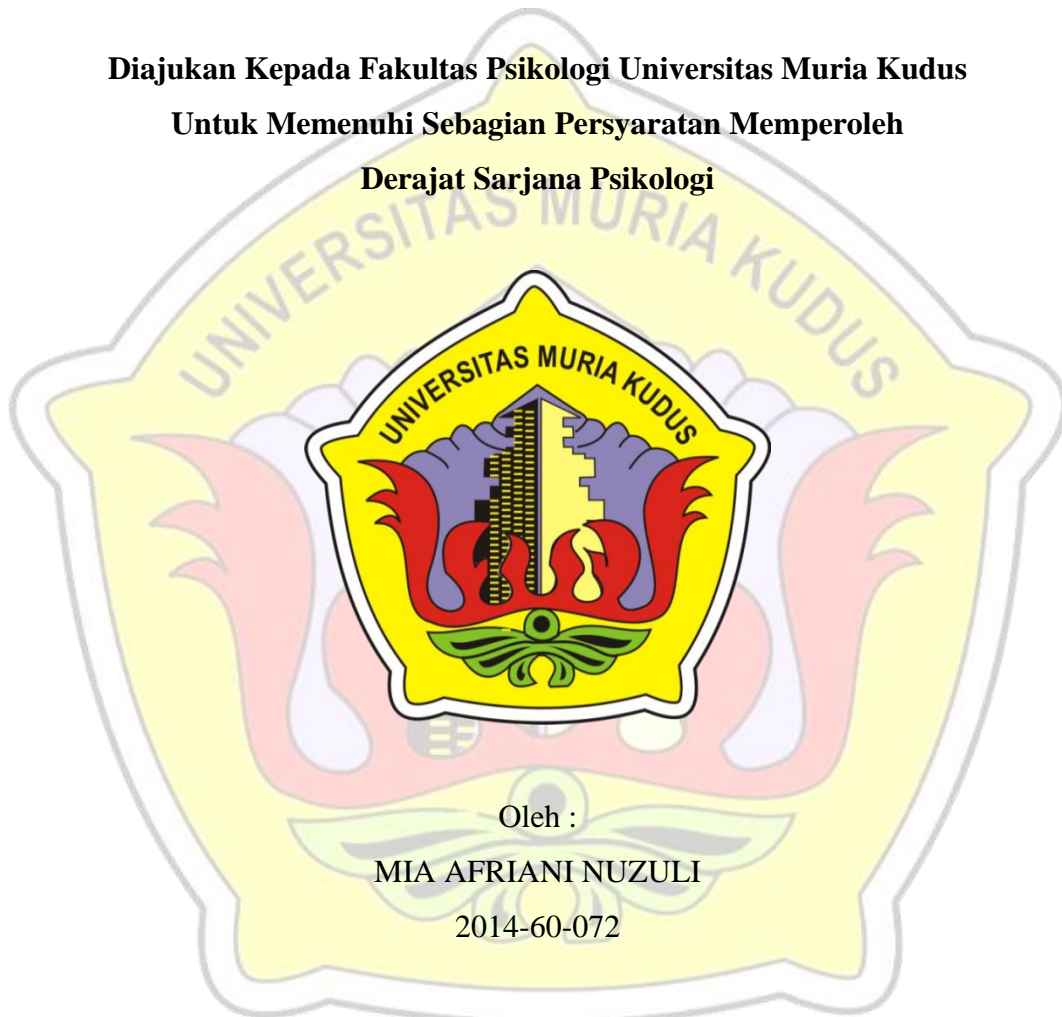 Diajukan Kepada Fakultas Psikologi Universitas Muria Kudus
Untuk Memenuhi Sebagian Persyaratan Memperoleh
Derajat Sarjana Psikologi
UNIVERSITAS MURIA KUDUS
UNIVERSITAS MURIA KUDUS
Oleh :
MIA AFRIANI NUZULI
2014-60-072